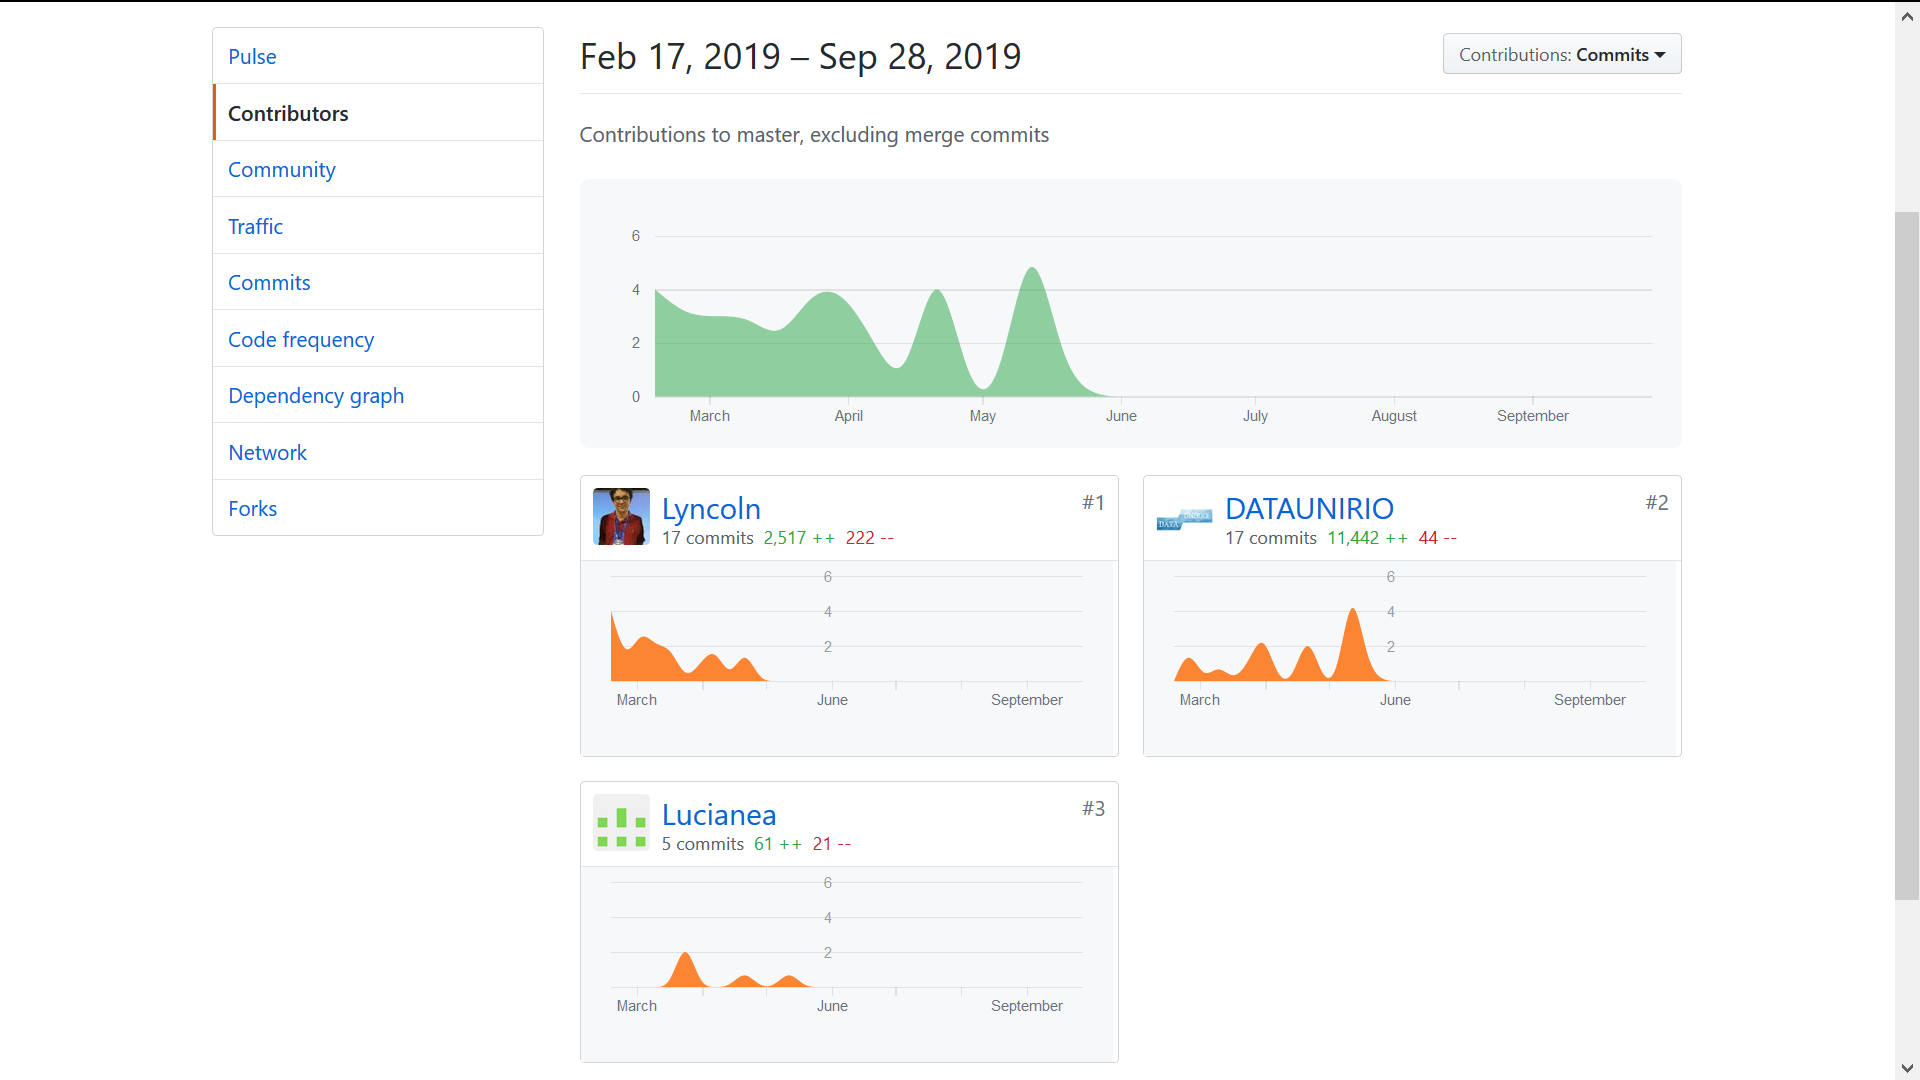 Pulse
Contributors
Community
Traffic
Commits
Code frequency
Dependency graph
Network
Forks
Feb 17, 2019 – Sep 28, 2019
Contributions: Commits
Contributions to master, excluding merge commits
6
4
2
0
March April May June July August September
Lyncoln #1
17 commits 2,517 ++ 222 --
6
4
2
March June September
DATA UNIRIO
DATAUNIRIO #2
17 commits 11,442 ++ 44 --
6
4
2
March June September
Lucianea #3
5 commits 61 ++ 21 --
6
4
2
March June September